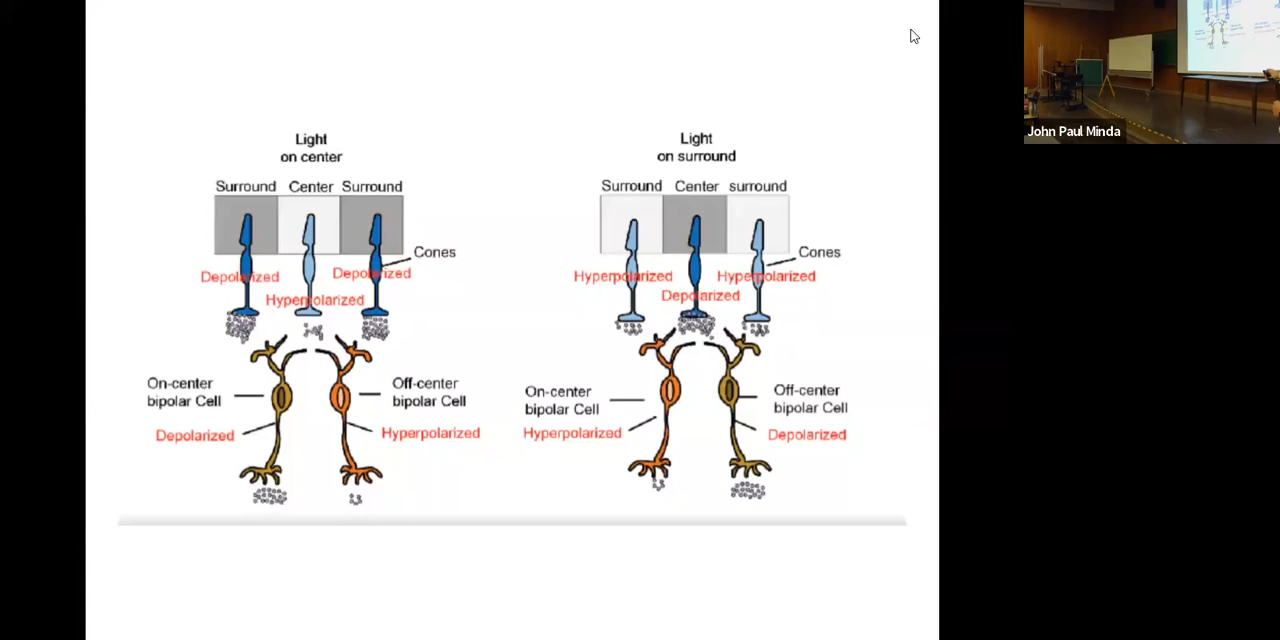 Light
on center
Surround Center Surround
Cones
Depolarized
Depolarized
Hyperpolarized
On-center
bipolar Cell
Depolarized
Off-center
bipolar Cell
Hyperpolarized
Light
on surround
Surround Center surround
Cones
Hyperpolarized
Hyperpolarized
Depolarized
On-center
bipolar Cell
Hyperpolarized
Off-center
bipolar Cell
Depolarized
John Paul Minda